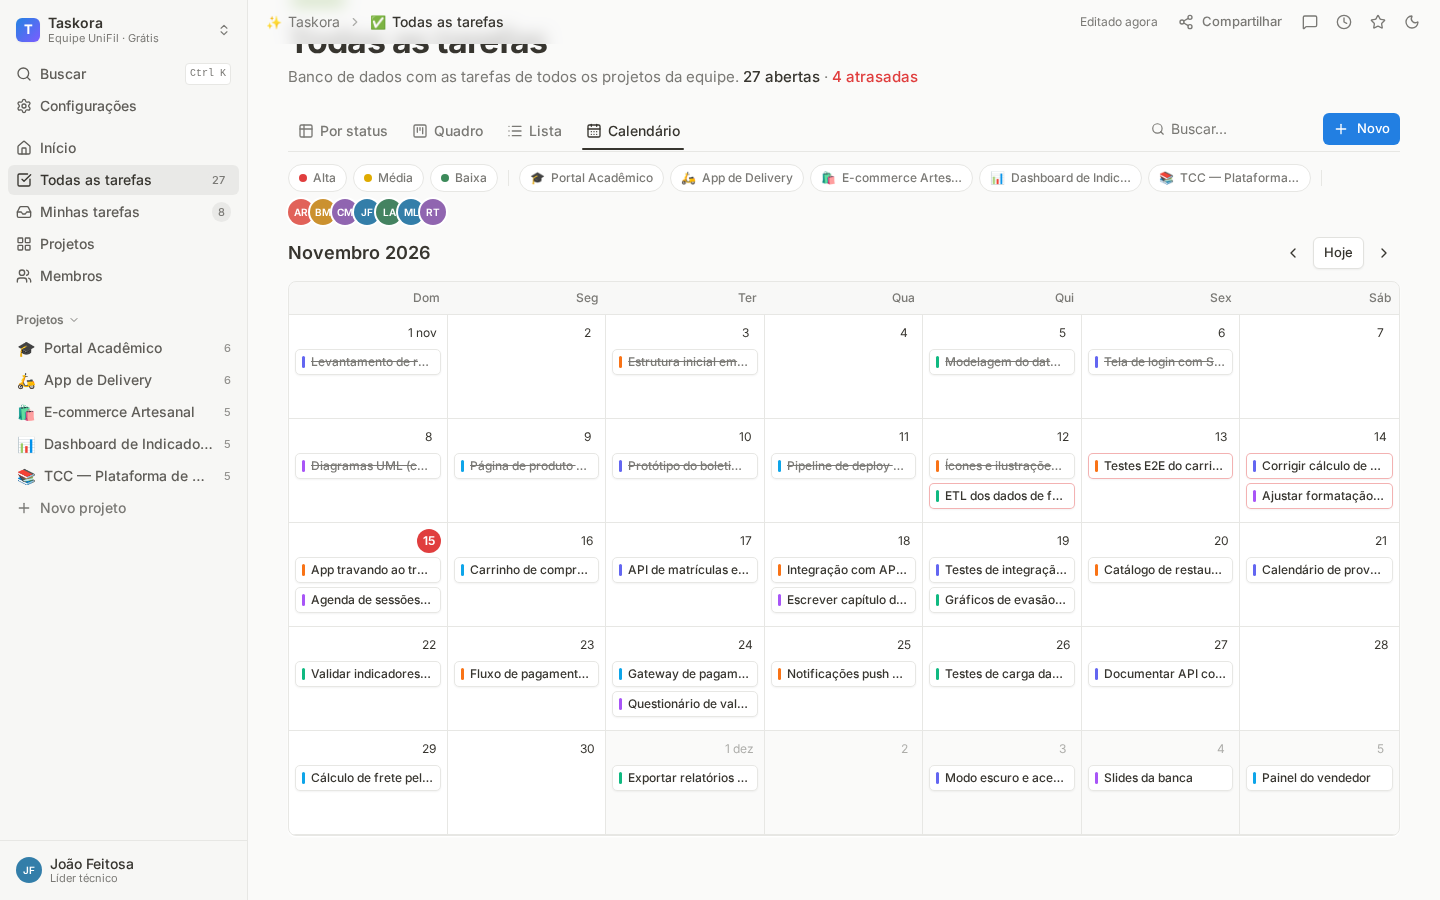 T
Taskora
Equipe UniFil · Grátis
Buscar
Ctrl K
Configurações
Início
Todas as tarefas 27
Minhas tarefas 8
Projetos
Membros
Projetos
🎓 Portal Acadêmico 6
🛵 App de Delivery 6
🛍️ E-commerce Artesanal 5
📊 Dashboard de Indicado... 5
📚 TCC — Plataforma de ... 5
Novo projeto
JF
João Feitosa
Líder técnico
✨ Taskora > ✅ Todas as tarefas
Editado agora
Compartilhar
Todas as tarefas
Banco de dados com as tarefas de todos os projetos da equipe. 27 abertas · 4 atrasadas
Por status Quadro Lista Calendário
Buscar...
Novo
Alta Média Baixa 🎓 Portal Acadêmico 🛵 App de Delivery 🛍️ E-commerce Artes... 📊 Dashboard de Indic... 📚 TCC — Plataforma...
AR BM CM JF LA ML RT
Novembro 2026
Hoje
Dom Seg Ter Qua Qui Sex Sáb
1 nov 2 3 4 5 6 7
Levantamento de r... Estrutura inicial em... Modelagem do dat... Tela de login com S...
8 9 10 11 12 13 14
Diagramas UML (c... Página de produto ... Protótipo do boleti... Pipeline de deploy ... Ícones e ilustraçõe... Testes E2E do carri... Corrigir cálculo de ...
ETL dos dados de f... Ajustar formatação...
15 16 17 18 19 20 21
App travando ao tr... Carrinho de compr... API de matrículas e... Integração com AP... Testes de integraçã... Catálogo de restau... Calendário de prov...
Agenda de sessões... Escrever capítulo d... Gráficos de evasão...
22 23 24 25 26 27 28
Validar indicadores... Fluxo de pagament... Gateway de pagam... Notificações push ... Testes de carga da... Documentar API co...
Questionário de val...
29 30 1 dez 2 3 4 5
Cálculo de frete pel... Exportar relatórios ... Modo escuro e ace... Slides da banca Painel do vendedor